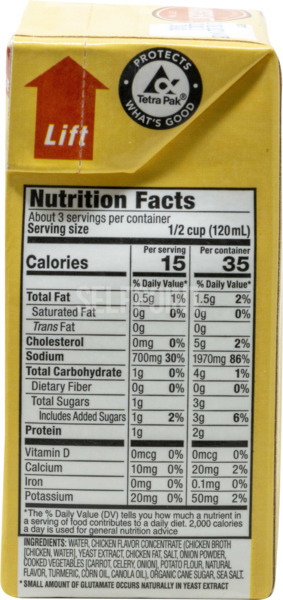 PROTECTS
Tetra Pak®
WHAT'S GOOD
Lift
Nutrition Facts
About 3 servings per container
Serving size 1/2 cup (120mL)
Per serving Per container
Calories 15 35
% Daily Value* % Daily Value*
Total Fat 0.5g 1% 1.5g 2%
Saturated Fat 0g 0% 0g 0%
Trans Fat 0g 0g
Cholesterol 0mg 0% 5g 2%
Sodium 700mg 30% 1970mg 86%
Total Carbohydrate 1g 0% 4g 1%
Dietary Fiber 0g 0% 0g 0%
Total Sugars 1g 3g
Includes Added Sugars 1g 2% 3g 6%
Protein 1g 2g
Vitamin D 0mcg 0% 0mcg 0%
Calcium 10mg 0% 20mg 2%
Iron 0mg 0% 0.1mg 0%
Potassium 20mg 0% 50mg 2%
*The % Daily Value (DV) tells you how much a nutrient in
a serving of food contributes to a daily diet. 2,000 calories
a day is used for general nutrition advice
INGREDIENTS: WATER, CHICKEN FLAVOR CONCENTRATE (CHICKEN BROTH
(CHICKEN, WATER), YEAST EXTRACT, CHICKEN FAT, SALT, ONION POWDER,
COOKED VEGETABLES (CARROT, CELERY, ONION), POTATO FLOUR, NATURAL
FLAVOR, TURMERIC, CORN OIL, CANOLA OIL), ORGANIC CANE SUGAR, SEA SALT.
* SMALL AMOUNT OF GLUTAMATE OCCURS NATURALLY IN YEAST EXTRACT